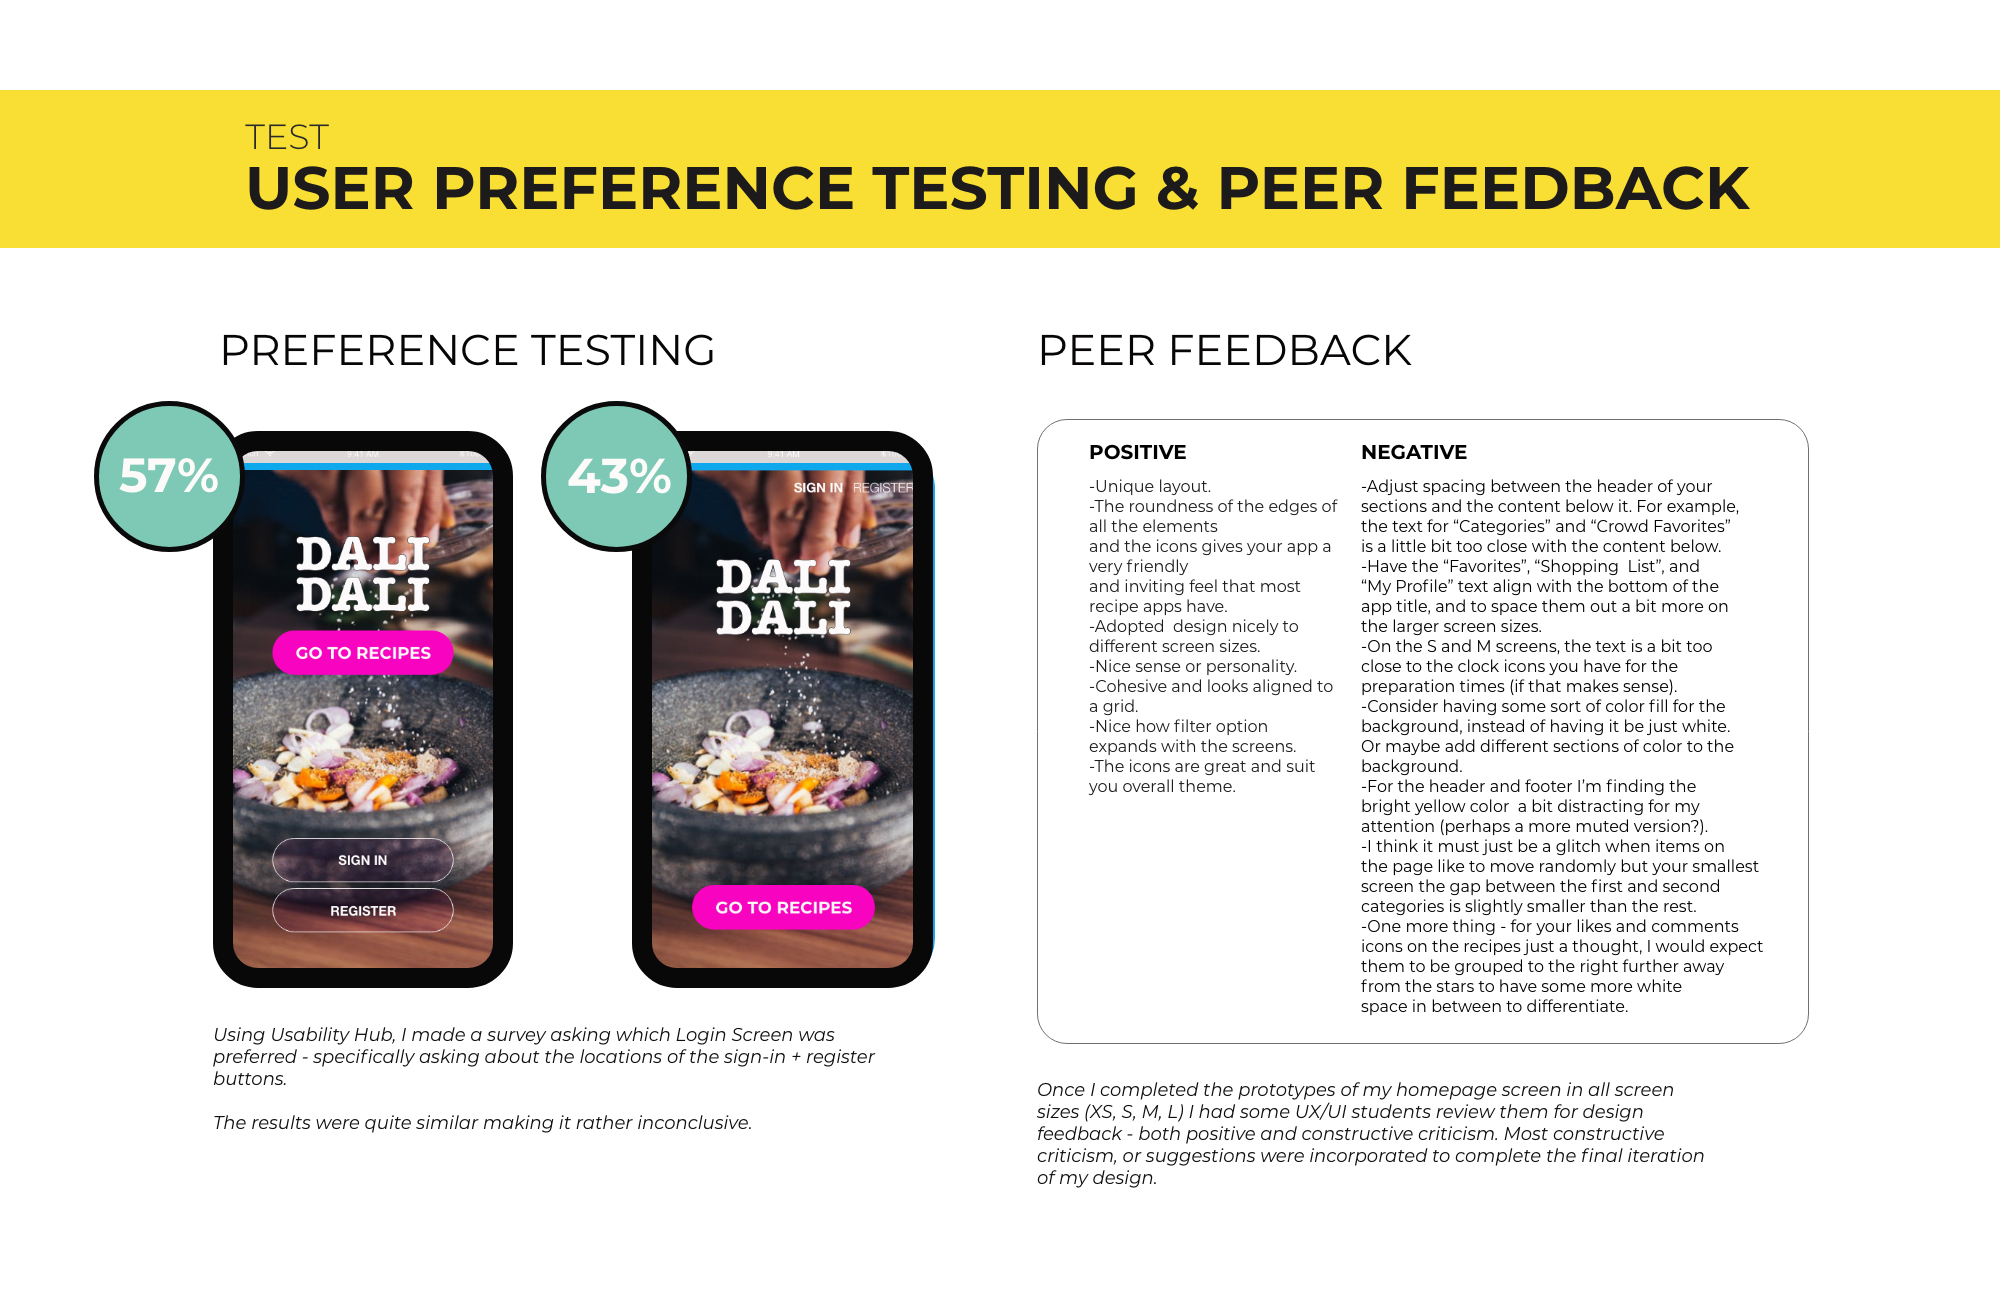 TEST
USER PREFERENCE TESTING & PEER FEEDBACK
PREFERENCE TESTING
57%
9:41 AM
DALI
DALI
GO TO RECIPES
SIGN IN
REGISTER
43%
9:41 AM
SIGN IN REGISTER
DALI
DALI
GO TO RECIPES
Using Usability Hub, I made a survey asking which Login Screen was
preferred - specifically asking about the locations of the sign-in + register
buttons.
The results were quite similar making it rather inconclusive.
PEER FEEDBACK
POSITIVE
-Unique layout.
-The roundness of the edges of
all the elements
and the icons gives your app a
very friendly
and inviting feel that most
recipe apps have.
-Adopted  design nicely to
different screen sizes.
-Nice sense or personality.
-Cohesive and looks aligned to
a grid.
-Nice how filter option
expands with the screens.
-The icons are great and suit
you overall theme.
NEGATIVE
-Adjust spacing between the header of your
sections and the content below it. For example,
the text for “Categories” and “Crowd Favorites”
is a little bit too close with the content below.
-Have the “Favorites”, “Shopping  List”, and
“My Profile” text align with the bottom of the
app title, and to space them out a bit more on
the larger screen sizes.
-On the S and M screens, the text is a bit too
close to the clock icons you have for the
preparation times (if that makes sense).
-Consider having some sort of color fill for the
background, instead of having it be just white.
Or maybe add different sections of color to the
background.
-For the header and footer I’m finding the
bright yellow color  a bit distracting for my
attention (perhaps a more muted version?).
-I think it must just be a glitch when items on
the page like to move randomly but your smallest
screen the gap between the first and second
categories is slightly smaller than the rest.
-One more thing - for your likes and comments
icons on the recipes just a thought, I would expect
them to be grouped to the right further away
from the stars to have some more white
space in between to differentiate.
Once I completed the prototypes of my homepage screen in all screen
sizes (XS, S, M, L) I had some UX/UI students review them for design
feedback - both positive and constructive criticism. Most constructive
criticism, or suggestions were incorporated to complete the final iteration
of my design.